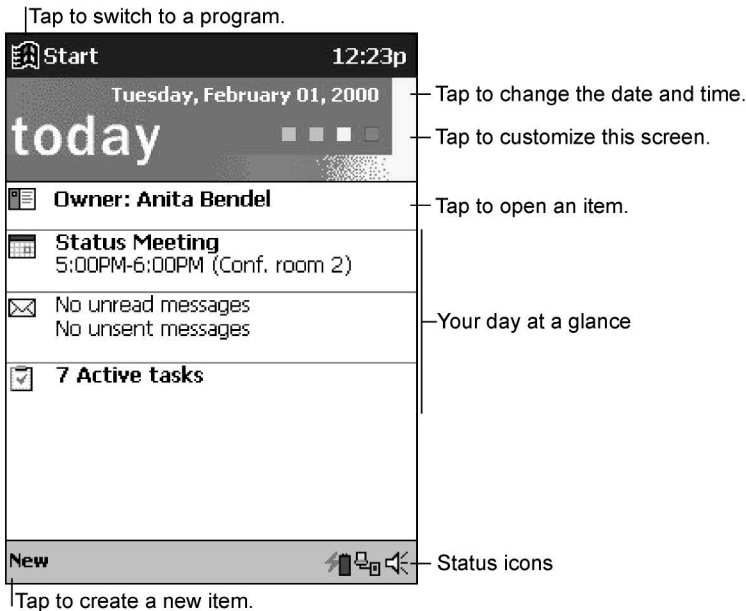 Tap to switch to a program.
Start 12:23p
Tuesday, February 01, 2000
Tap to change the date and time.
today
Tap to customize this screen.
Owner: Anita Bendel
Tap to open an item.
Status Meeting
5:00PM-6:00PM (Conf. room 2)
No unread messages
No unsent messages
Your day at a glance
7 Active tasks
New
Status icons
Tap to create a new item.